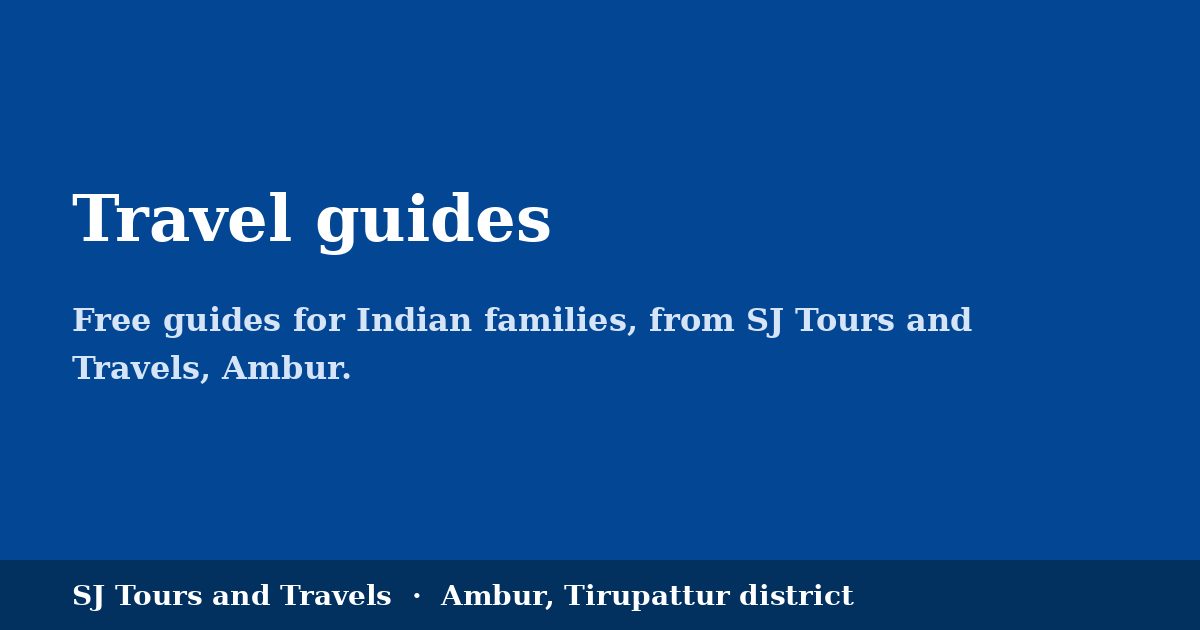 Travel guides
Free guides for Indian families, from SJ Tours and
Travels, Ambur.
SJ Tours and Travels · Ambur, Tirupattur district